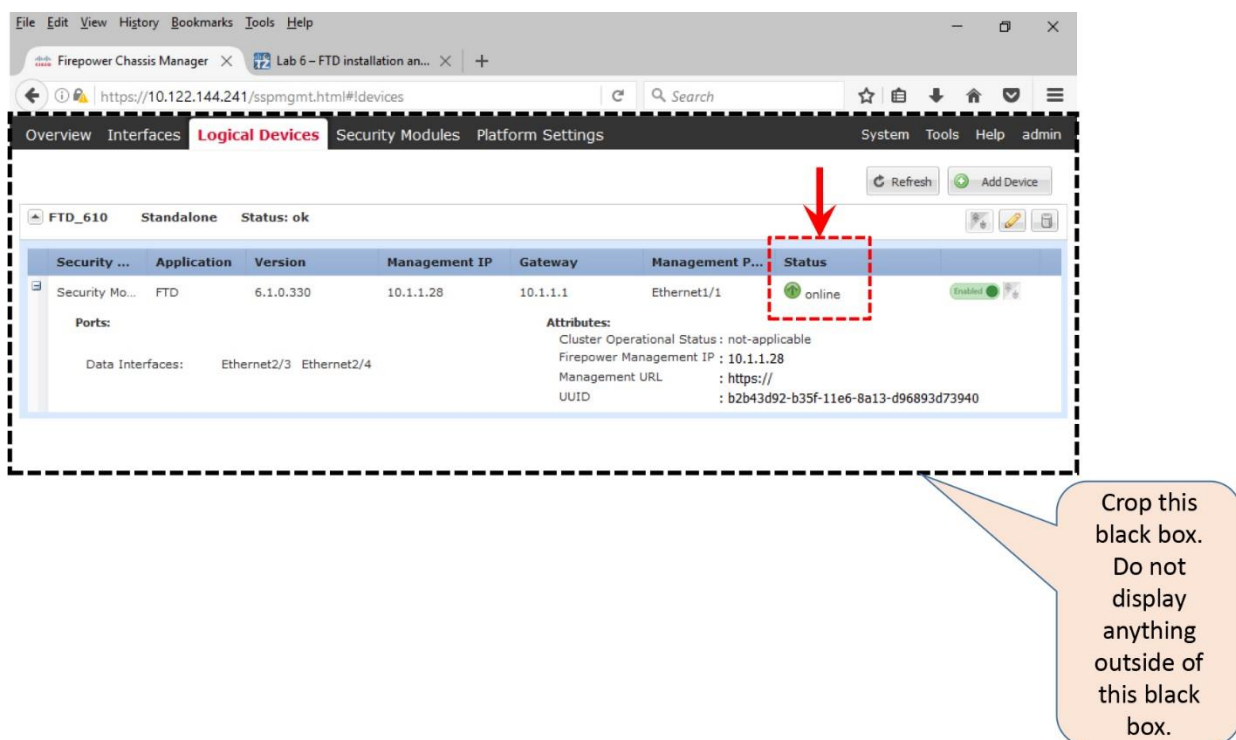 File Edit View History Bookmarks Tools Help
Firepower Chassis Manager Lab 6 – FTD installation an...
https://10.122.144.241/sspmgmt.html#!devices Search
Overview Interfaces Logical Devices Security Modules Platform Settings System Tools Help admin
Refresh Add Device
FTD_610 Standalone Status: ok
Security ... Application Version Management IP Gateway Management P... Status
Security Mo... FTD 6.1.0.330 10.1.1.28 10.1.1.1 Ethernet1/1 online Enabled
Ports: Attributes:
Cluster Operational Status : not-applicable
Data Interfaces: Ethernet2/3 Ethernet2/4 Firepower Management IP : 10.1.1.28
Management URL : https://
UUID : b2b43d92-b35f-11e6-8a13-d96893d73940
Crop this
black box.
Do not
display
anything
outside of
this black
box.